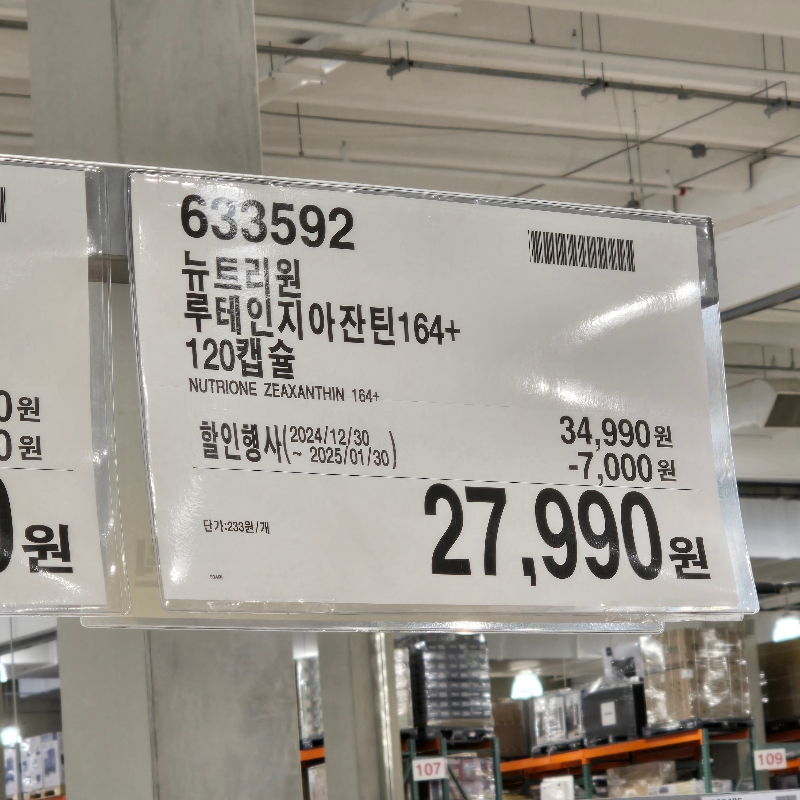 633592
뉴트리원
루테인지아잔틴164+
120캡슐
NUTRIONE ZEAXANTHIN 164+
할인행사(2024/12/30 ~ 2025/01/30)
34,990원
-7,000원
27,990원
단가:233원/개
0원
0원
0원
107
109